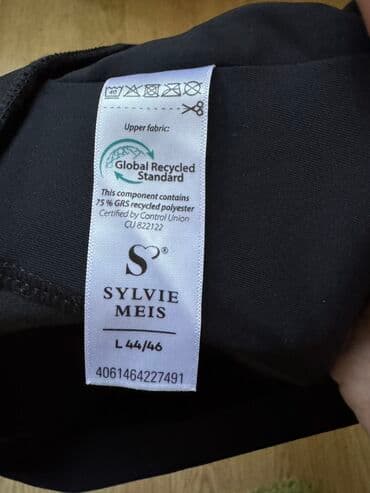 40
Upper fabric:
Global Recycled
Standard
This component contains
75 % GRS recycled polyester
Certified by Control Union
CU 822122
S®
SYLVIE
MEIS
L 44/46
4061464227491